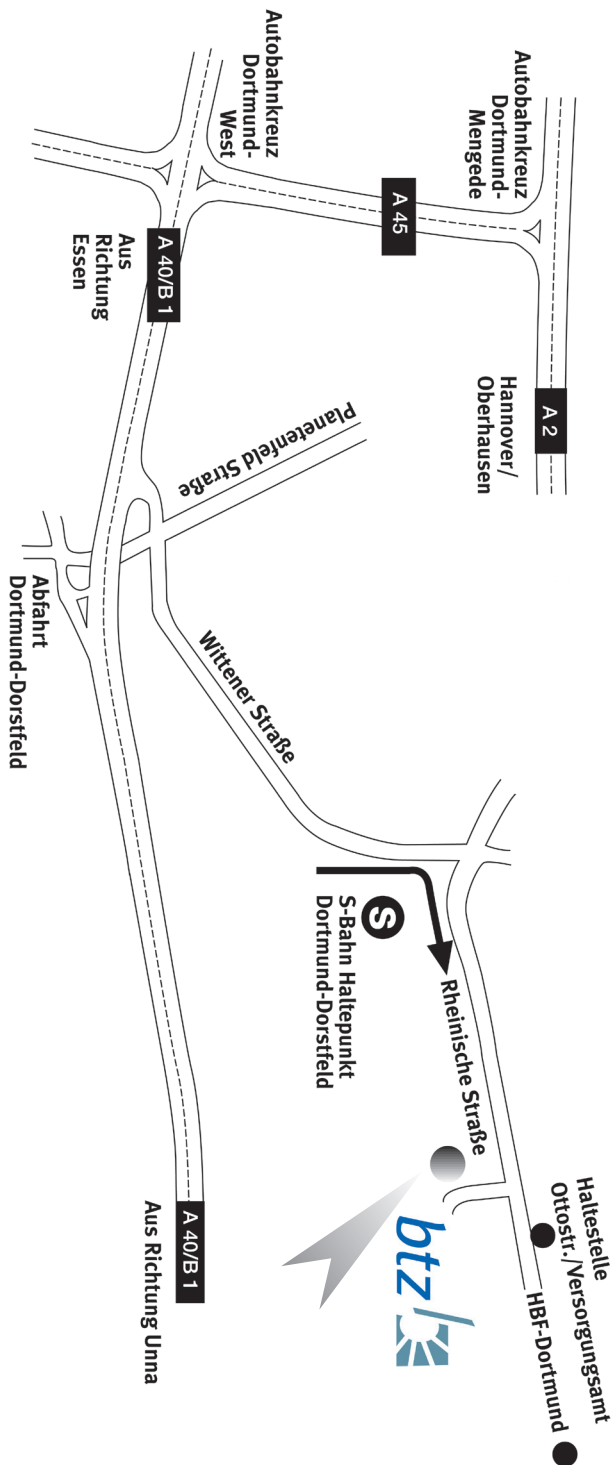 Autobahnkreuz
Dortmund-
Mengede
A 2
Hannover/
Oberhausen
A 45
Autobahnkreuz
Dortmund-
West
A 40/B 1
Aus
Richtung
Essen
Planetenfeld Straße
Abfahrt
Dortmund-Dorstfeld
Wittener Straße
S
S-Bahn Haltepunkt
Dortmund-Dorstfeld
Rheinische Straße
Haltestelle
Ottostr./Versorgungsamt
HBF-Dortmund
btz
A 40/B 1
Aus Richtung Unna